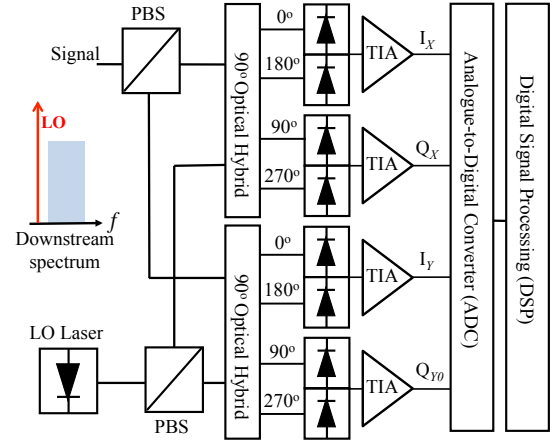 PBS
Signal
LO
f
Downstream
spectrum
LO Laser
PBS
90° Optical Hybrid
0°
180°
90°
270°
90° Optical Hybrid
0°
180°
90°
270°
TIA
TIA
TIA
TIA
I_X
Q_X
I_Y
Q_Y0
Analogue-to-Digital Converter (ADC)
Digital Signal Processing (DSP)